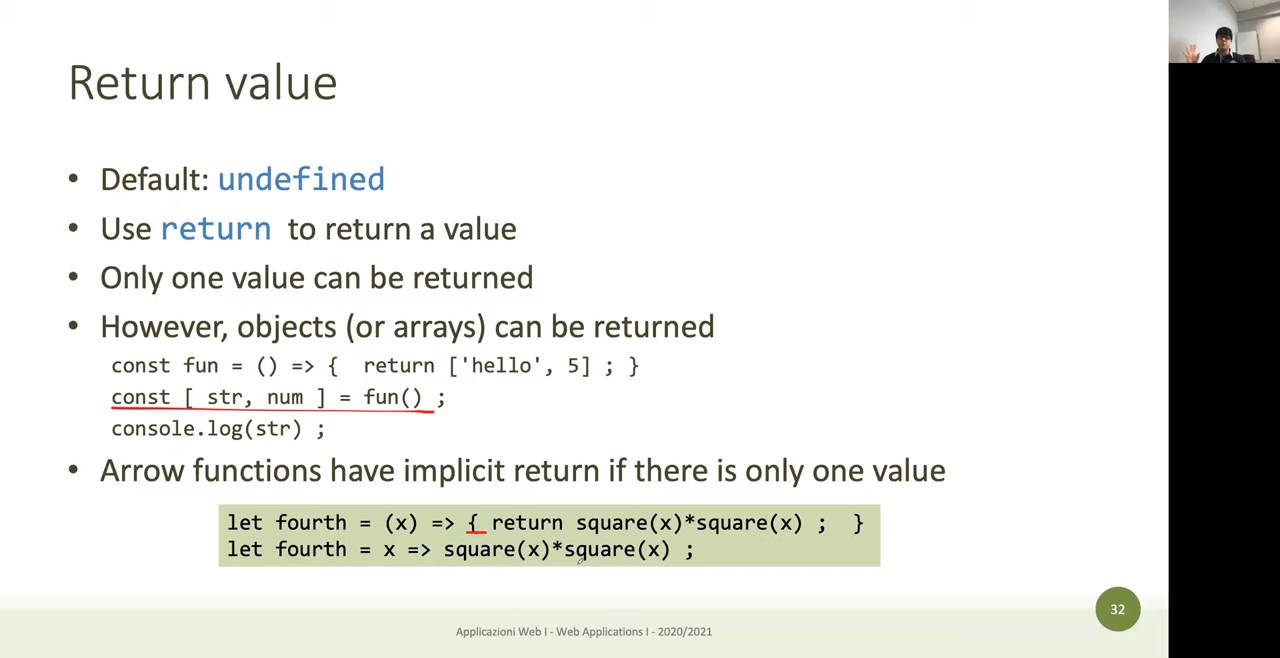 Return value
• Default: undefined
• Use return to return a value
• Only one value can be returned
• However, objects (or arrays) can be returned
const fun = () => { return ['hello', 5] ; }
const [ str, num ] = fun() ;
console.log(str) ;
• Arrow functions have implicit return if there is only one value
let fourth = (x) => { return square(x)*square(x) ; }
let fourth = x => square(x)*square(x) ;
32
Applicazioni Web I - Web Applications I - 2020/2021